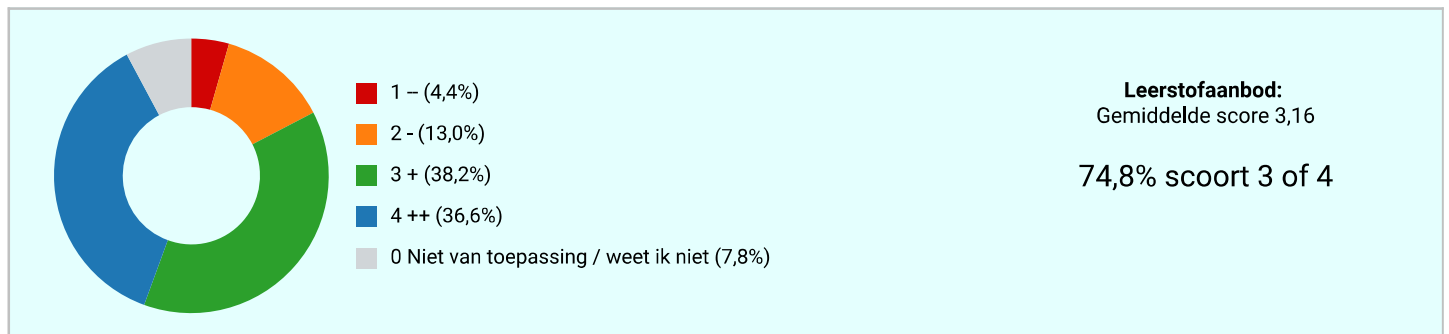 1 -- (4,4%)
2 - (13,0%)
3 + (38,2%)
4 ++ (36,6%)
0 Niet van toepassing / weet ik niet (7,8%)
Leerstofaanbod:
Gemiddelde score 3,16
74,8% scoort 3 of 4